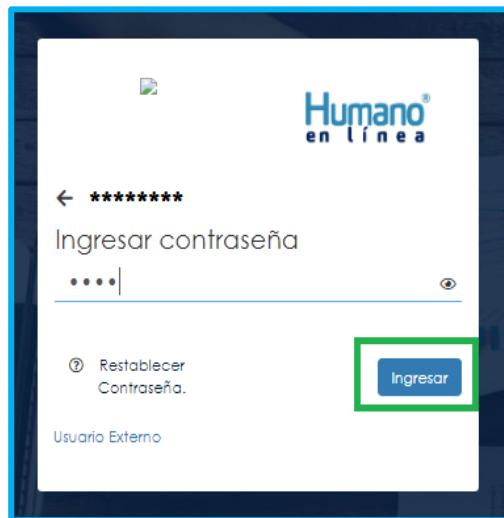 Humano®
en línea
← ********
Ingresar contraseña
••••
Restablecer
Contraseña.
Ingresar
Usuario Externo